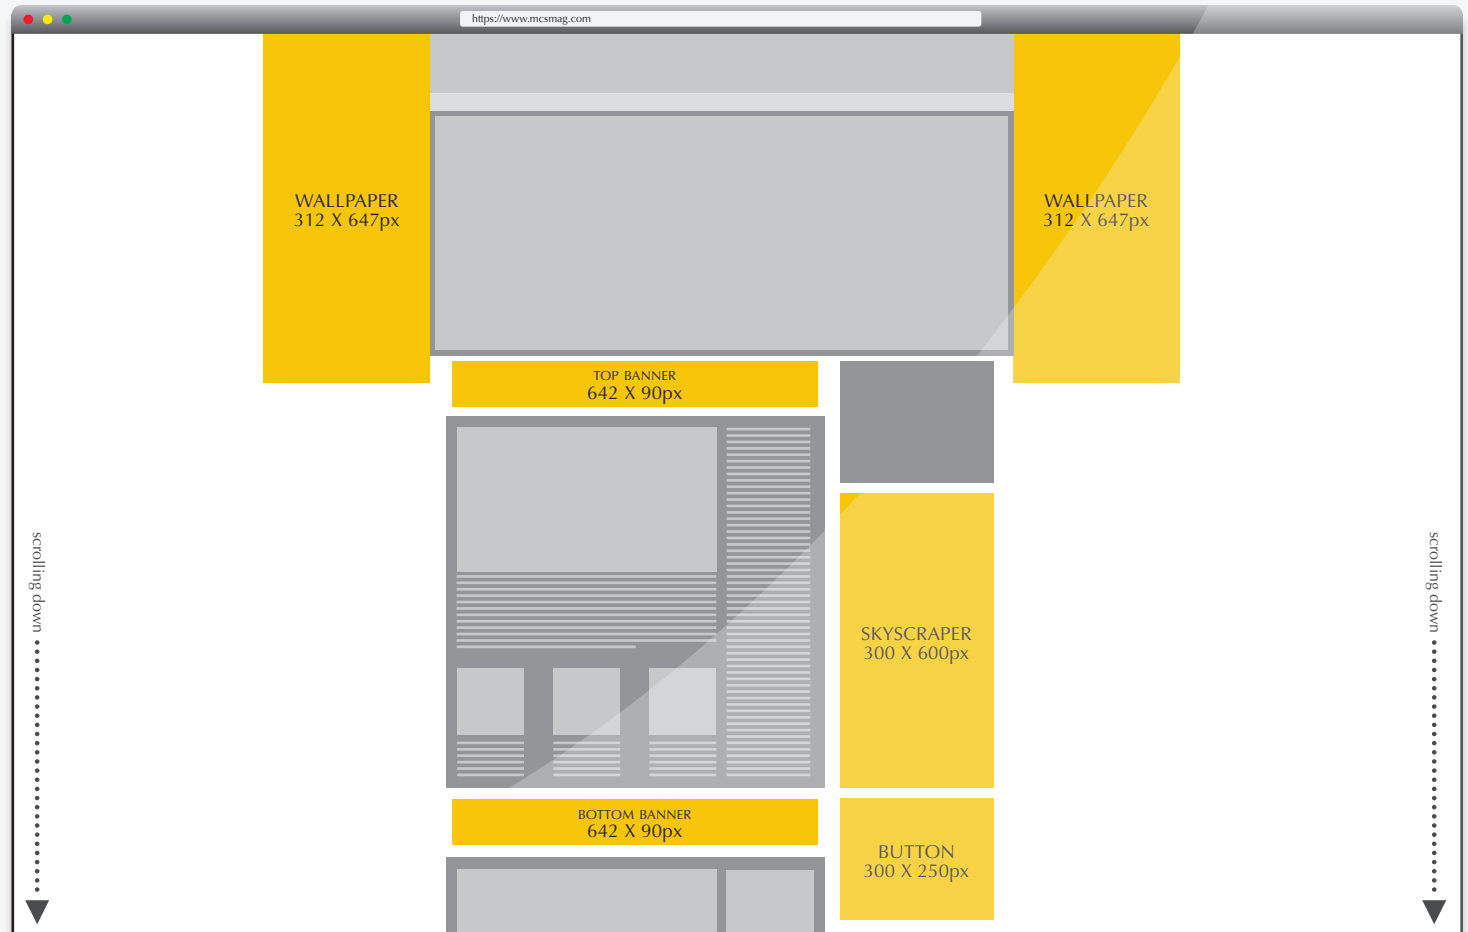 https://www.mcsmag.com
WALLPAPER
312 X 647px
WALLPAPER
312 X 647px
TOP BANNER
642 X 90px
scrolling down
SKYSCRAPER
300 X 600px
scrolling down
BOTTOM BANNER
642 X 90px
BUTTON
300 X 250px